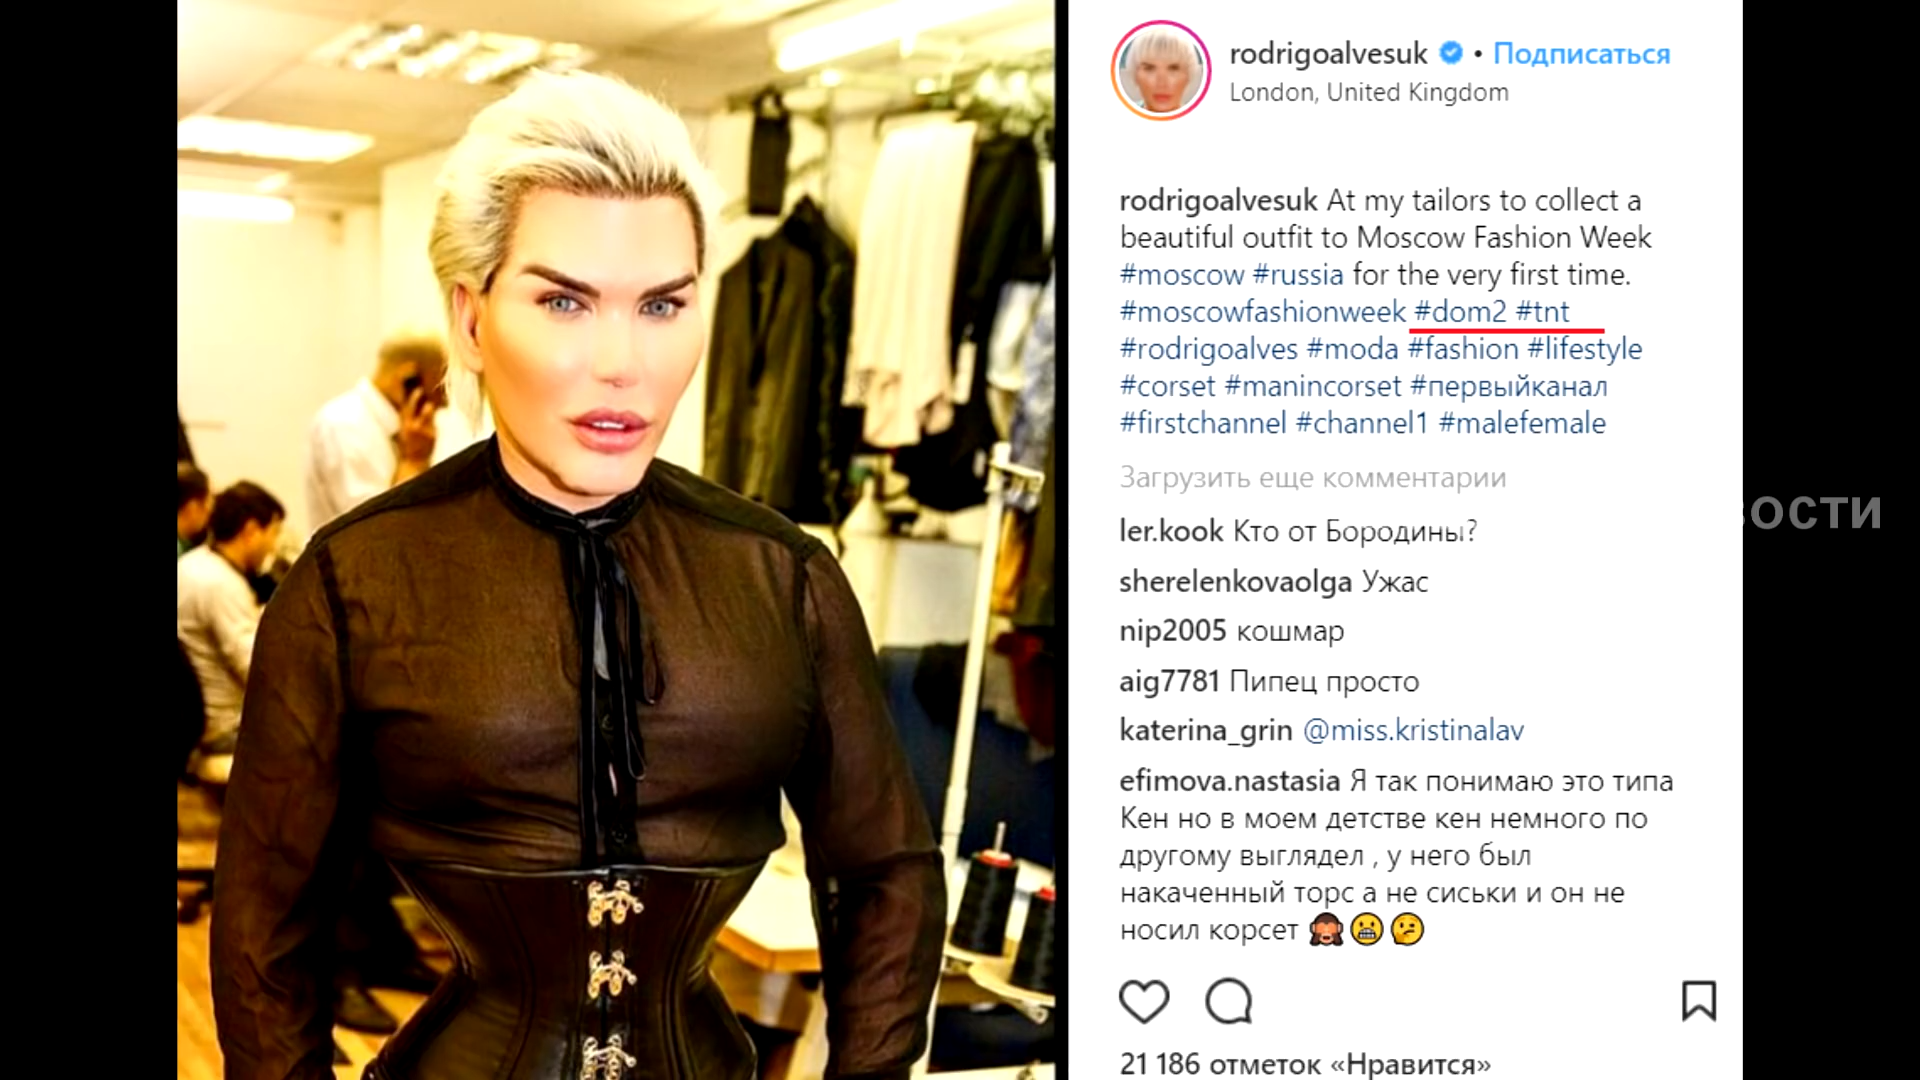 rodrigoalvesuk • Подписаться
London, United Kingdom
rodrigoalvesuk At my tailors to collect a
beautiful outfit to Moscow Fashion Week
#moscow #russia for the very first time.
#moscowfashionweek #dom2 #tnt
#rodrigoalves #moda #fashion #lifestyle
#corset #manincorset #первыйканал
#firstchannel #channel1 #malefemale
Загрузить еще комментарии
ler.kook Кто от Бородины?
sherelenkovaolga Ужас
nip2005 кошмар
aig7781 Пипец просто
katerina_grin @miss.kristinalav
efimova.nastasia Я так понимаю это типа
Кен но в моем детстве кен немного по
другому выглядел , у него был
накаченный торс а не сиськи и он не
носил корсет 🙈😬🤔
21 186 отметок «Нравится»